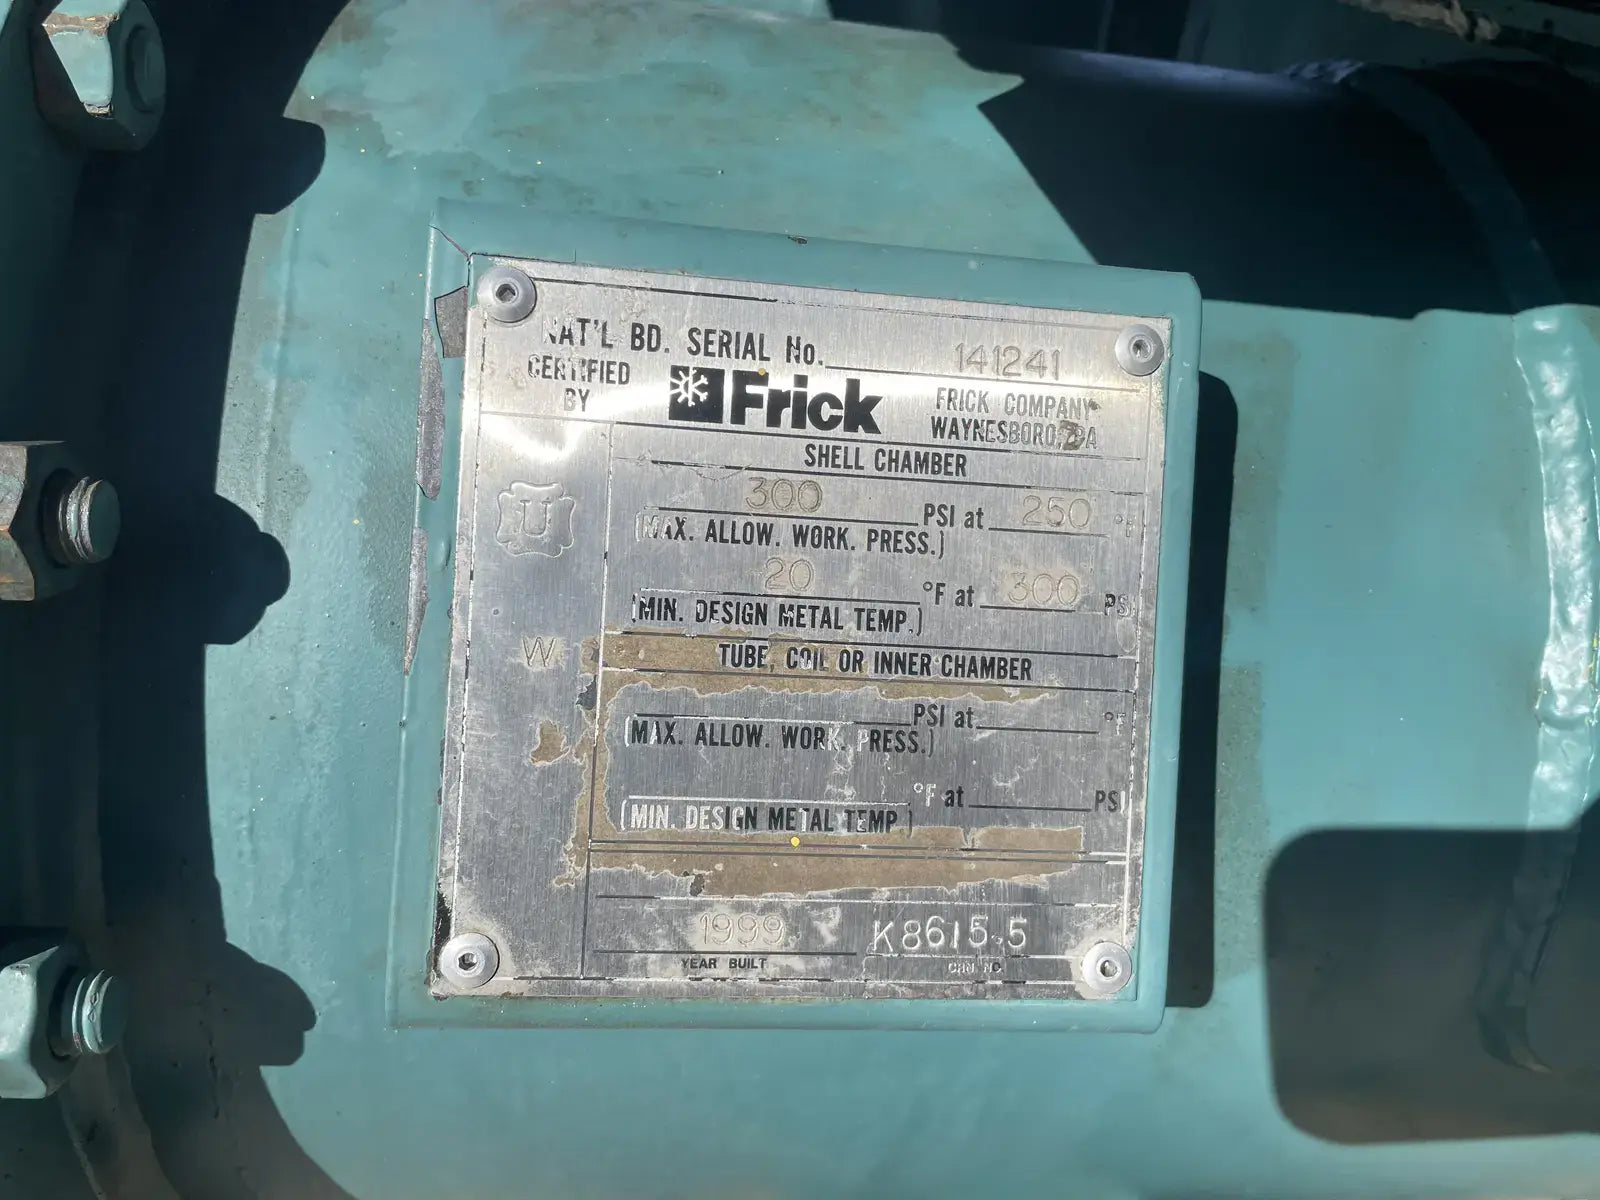 NAT'L BD. SERIAL No. 141241
CERTIFIED BY
Frick
FRICK COMPANY
WAYNESBORO, PA
SHELL CHAMBER
300 PSI at 250 °F
(MAX. ALLOW. WORK. PRESS.)
20 °F at 300 PSI
(MIN. DESIGN METAL TEMP.)
U
W
TUBE, COIL OR INNER CHAMBER
PSI at °F
(MAX. ALLOW. WORK. PRESS.)
°F at PSI
(MIN. DESIGN METAL TEMP.)
1999 K8615.5
YEAR BUILT CRN NO